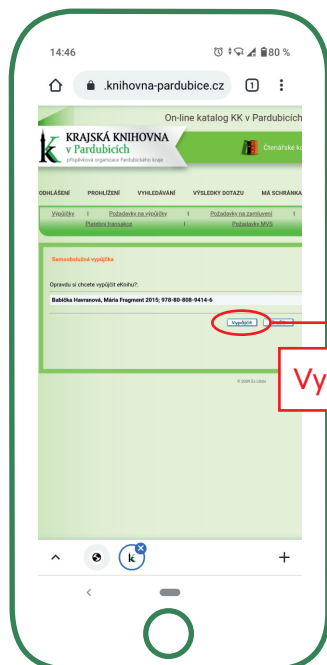 14:46 80 %
.knihovna-pardubice.cz 1
On-line katalog KK v Pardubicích
KRAJSKÁ KNIHOVNA
v Pardubicích
příspěvková organizace Pardubického kraje
Čtenářské ko
ODHLÁŠENÍ PROHLÍŽENÍ VYHLEDÁVÁNÍ VÝSLEDKY DOTAZU MÁ SCHRÁNKA
Výpůjčky | Požadavky na výpůjčky | Požadavky na zamluvení |
Platební transakce | Požadavky MVS
Samoobslužná výpůjčka
Opravdu si chcete vypůjčit eKnihu?:
Babička Havranová, Mária Fragment 2015; 978-80-808-9414-6
Vypůjčit
Vy
© 2009